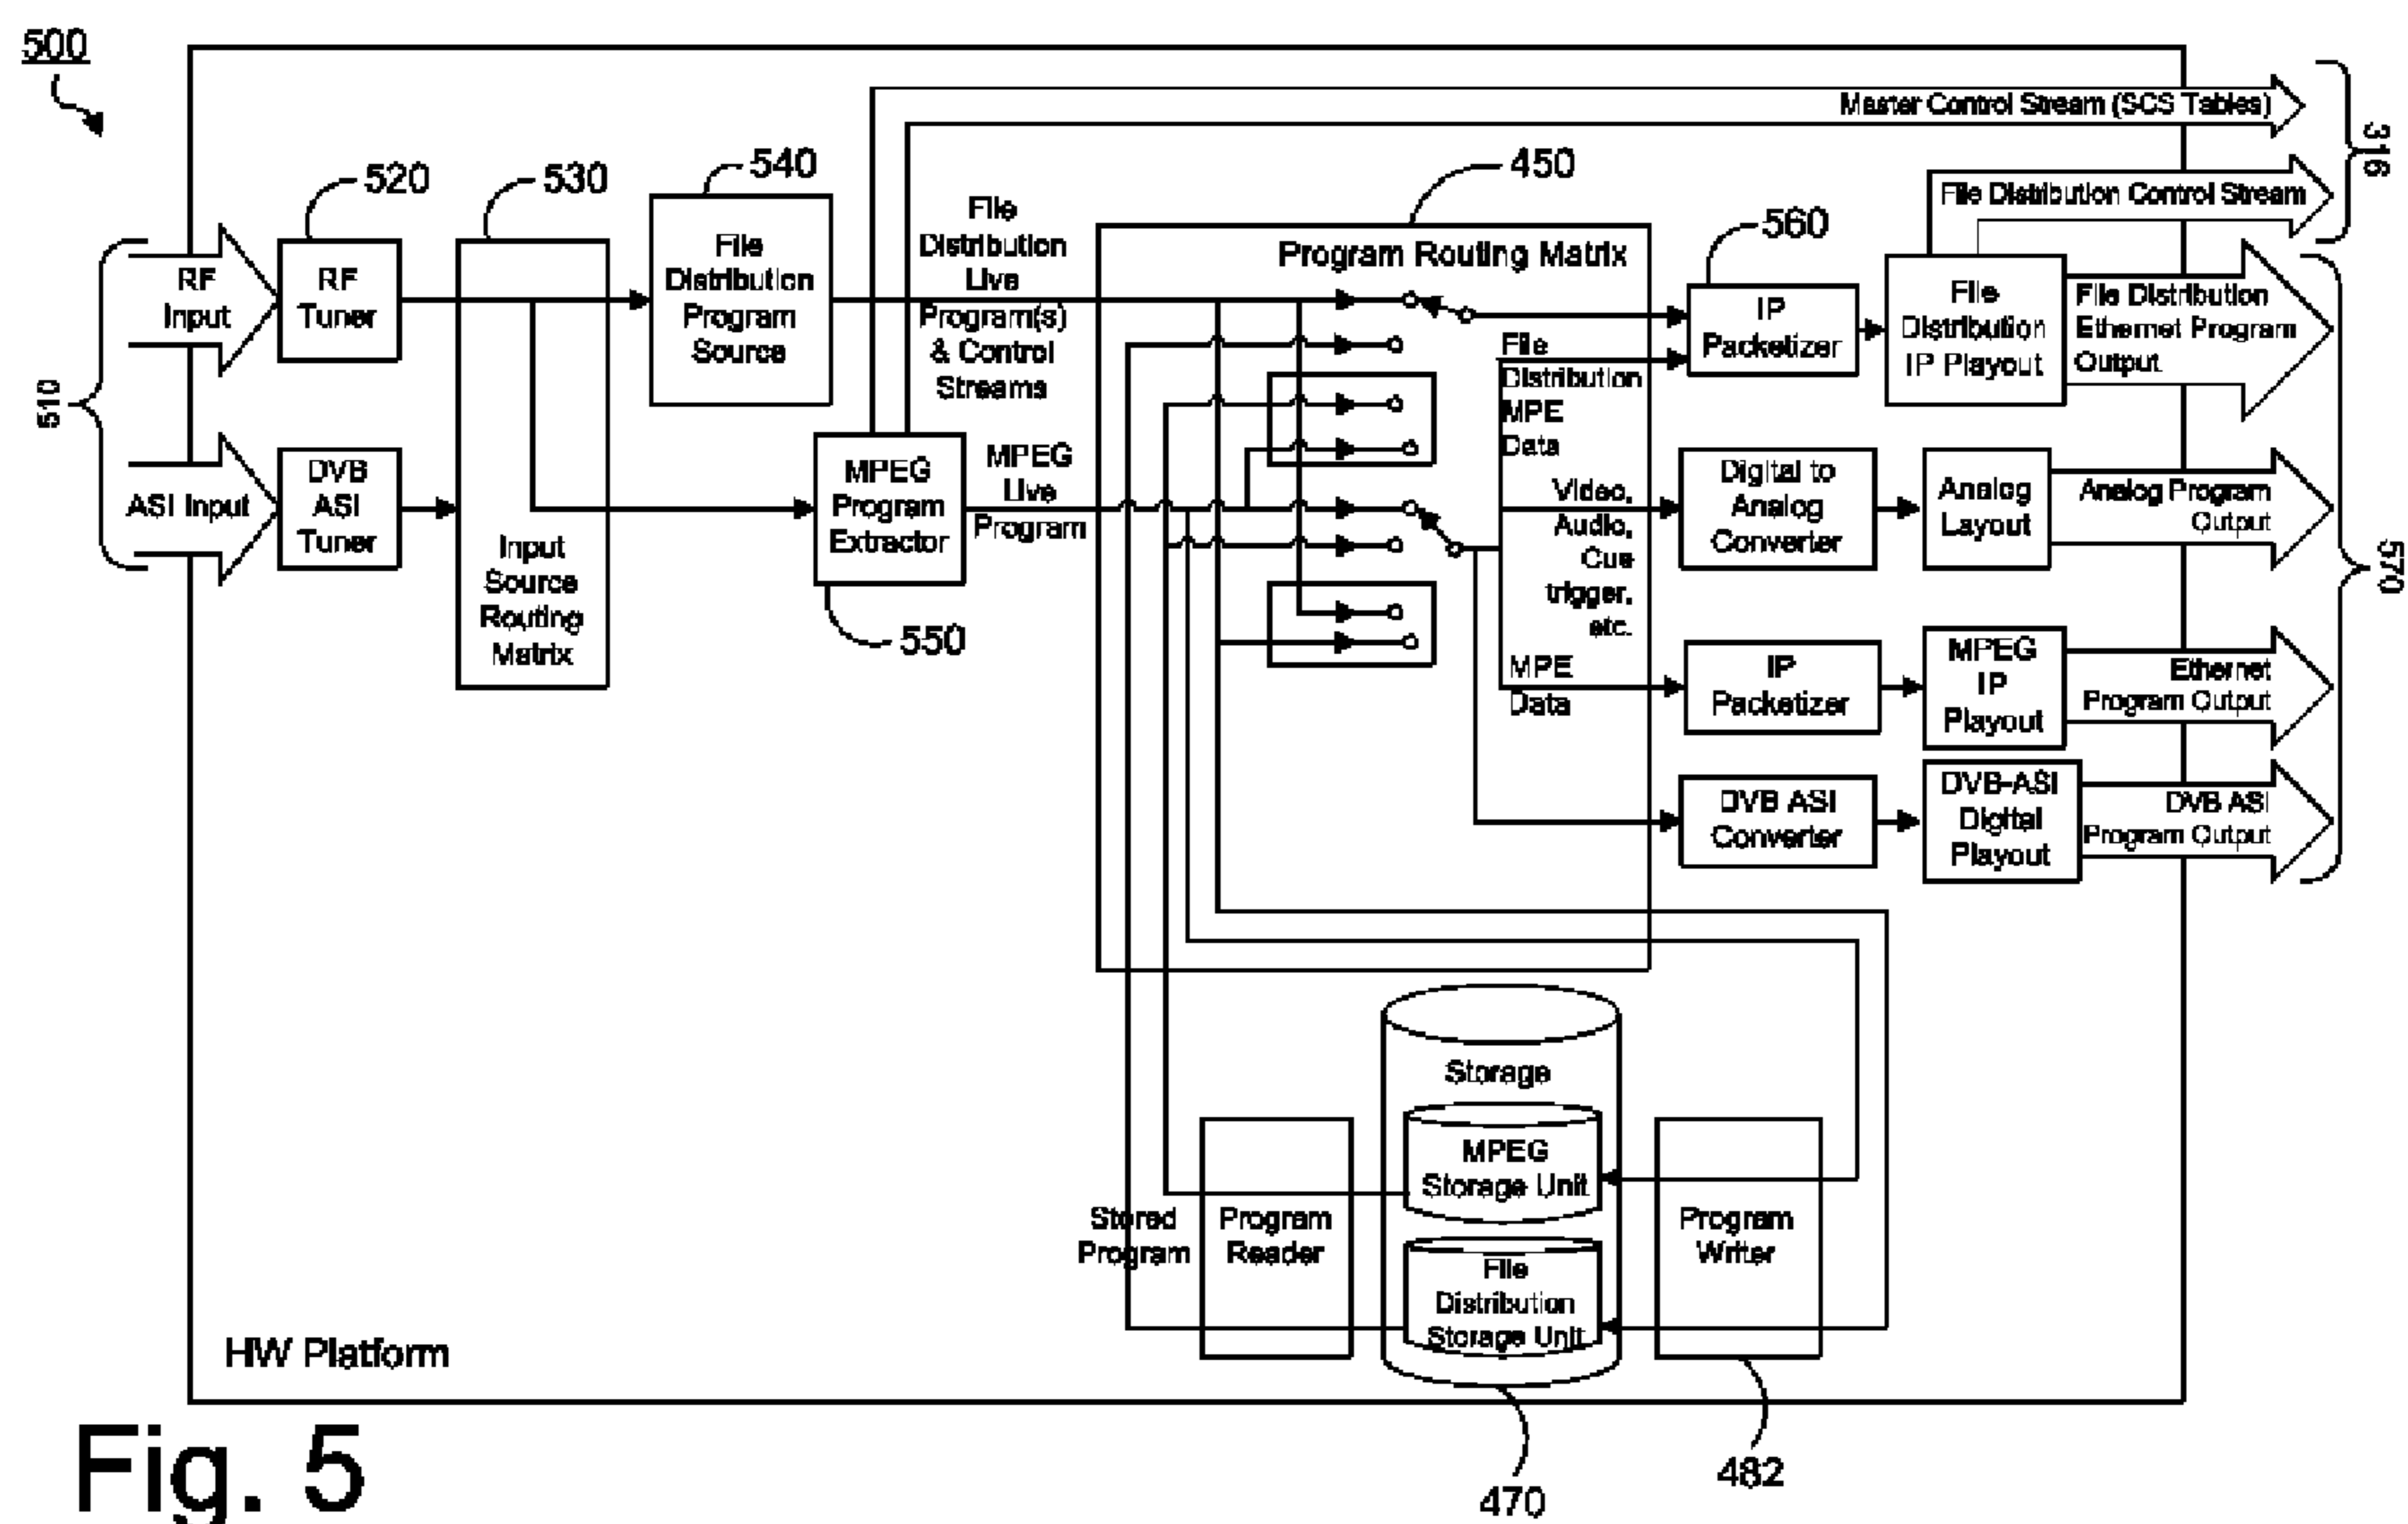 500
Master Control Stream (SCS Tables)
316
File Distribution Control Stream
520
530
540
450
560
510
RF
Input
RF
Tuner
File
Distribution
Program
Source
File
Distribution
Live
Program(s)
& Control
Streams
Program Routing Matrix
IP
Packetizer
File
Distribution
IP Playout
File Distribution
Ethernet Program
Output
File
Distribution
MPE
Data
ASI Input
DVB
ASI
Tuner
Input
Source
Routing
Matrix
MPEG
Program
Extractor
550
MPEG
Live
Program
Video,
Audio,
Cue
trigger,
etc.
Digital to
Analog
Converter
Analog
Layout
Analog Program
Output
570
MPE
Data
IP
Packetizer
MPEG
IP
Playout
Ethernet
Program Output
DVB ASI
Converter
DVB-ASI
Digital
Playout
DVB ASI
Program Output
Storage
MPEG
Storage Unit
Stored
Program
Program
Reader
File
Distribution
Storage Unit
Program
Writer
HW Platform
470
482
Fig. 5